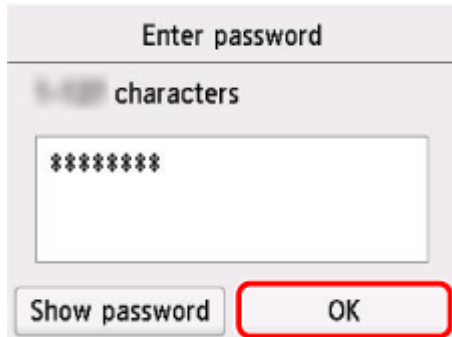 Enter password
characters
********
Show password
OK